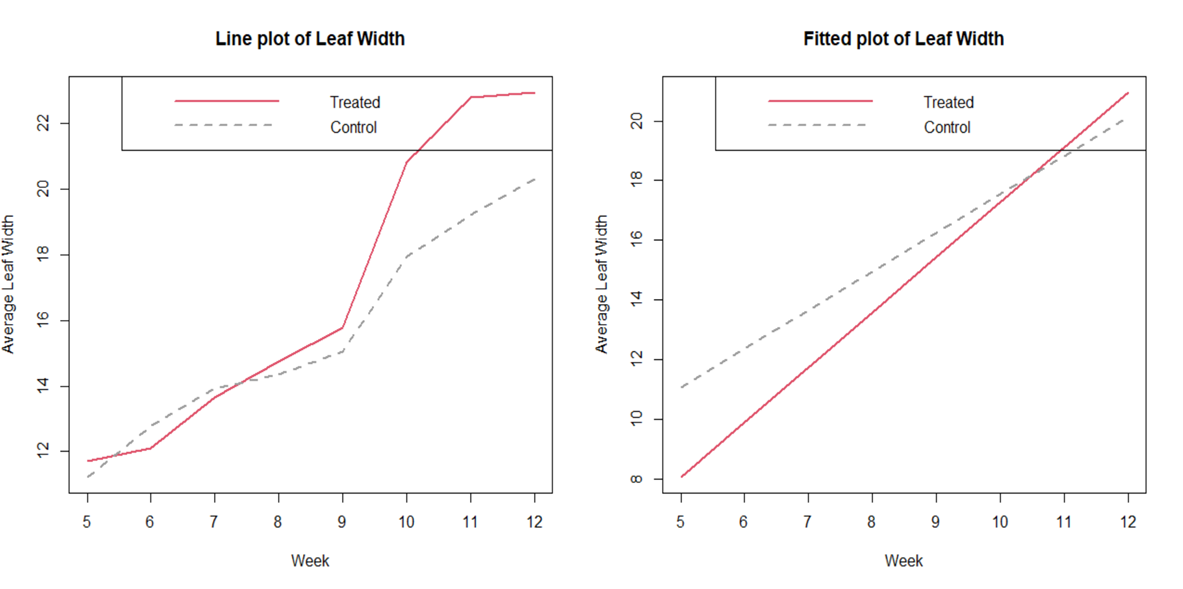 Line plot of Leaf Width
Treated
Control
Average Leaf Width
22
20
18
16
14
12
5 6 7 8 9 10 11 12
Week
Fitted plot of Leaf Width
Treated
Control
Average Leaf Width
20
18
16
14
12
10
8
5 6 7 8 9 10 11 12
Week